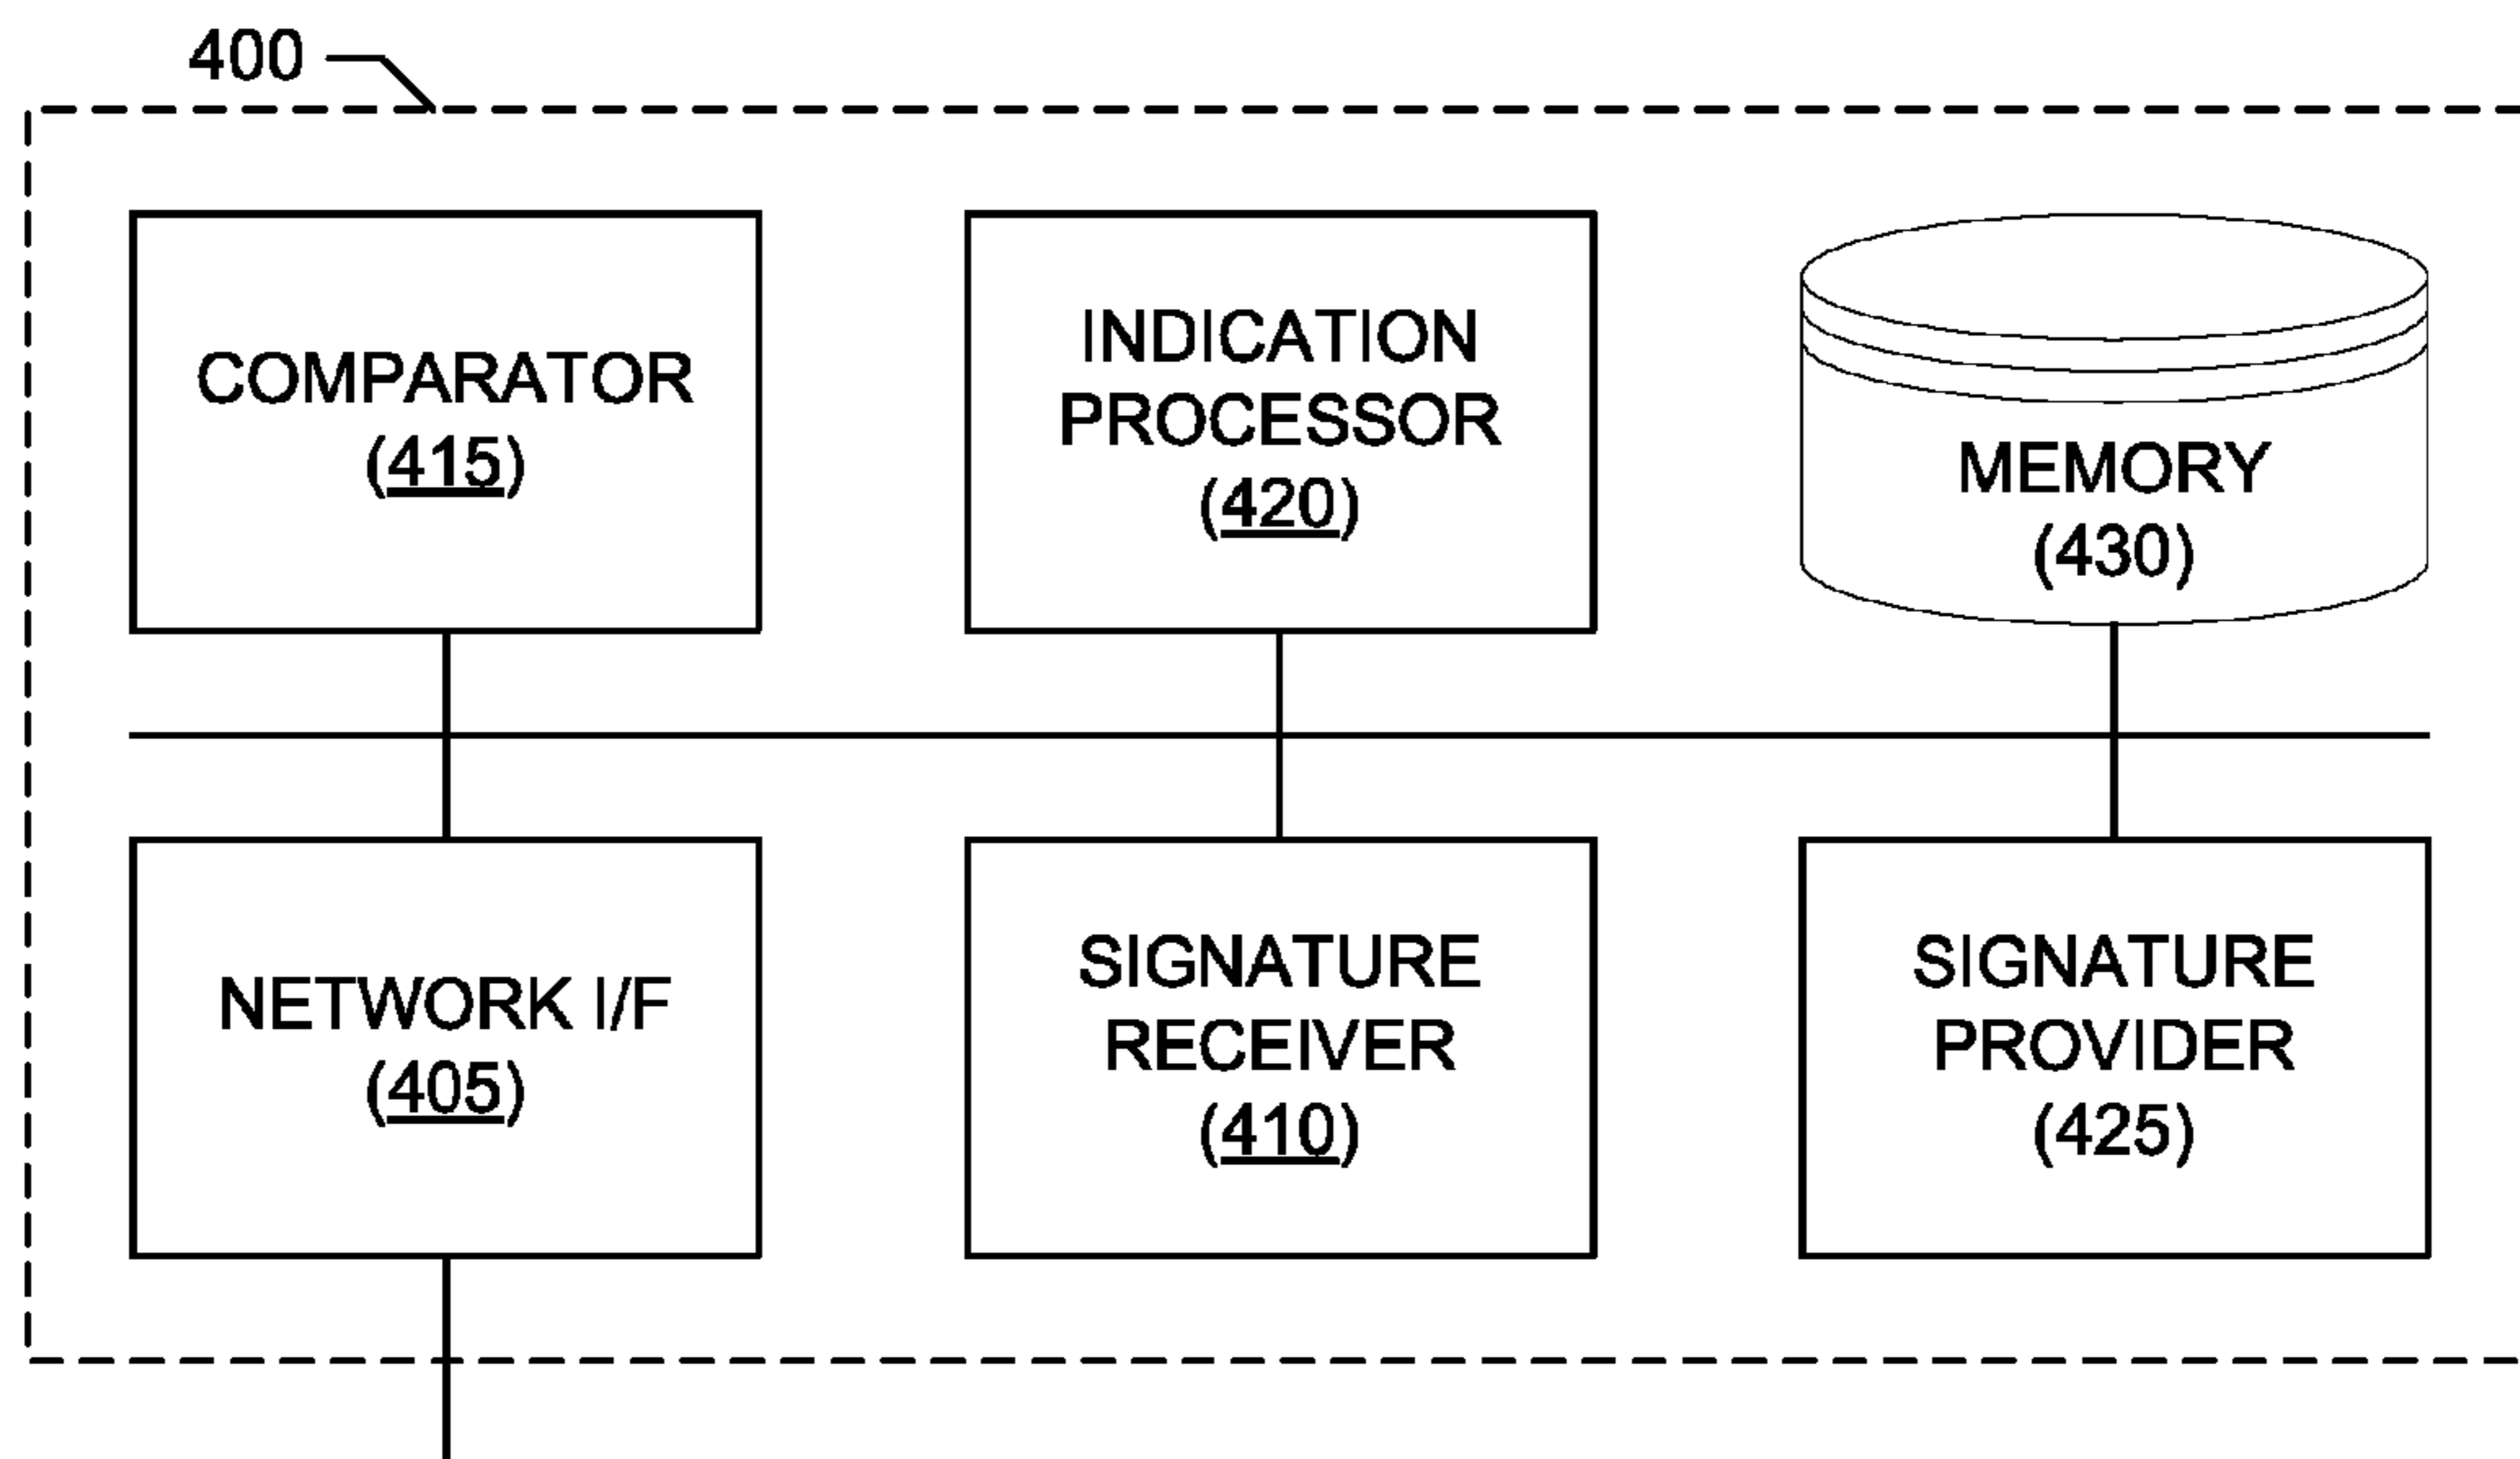 400
COMPARATOR
(415)
INDICATION
PROCESSOR
(420)
MEMORY
(430)
NETWORK I/F
(405)
SIGNATURE
RECEIVER
(410)
SIGNATURE
PROVIDER
(425)